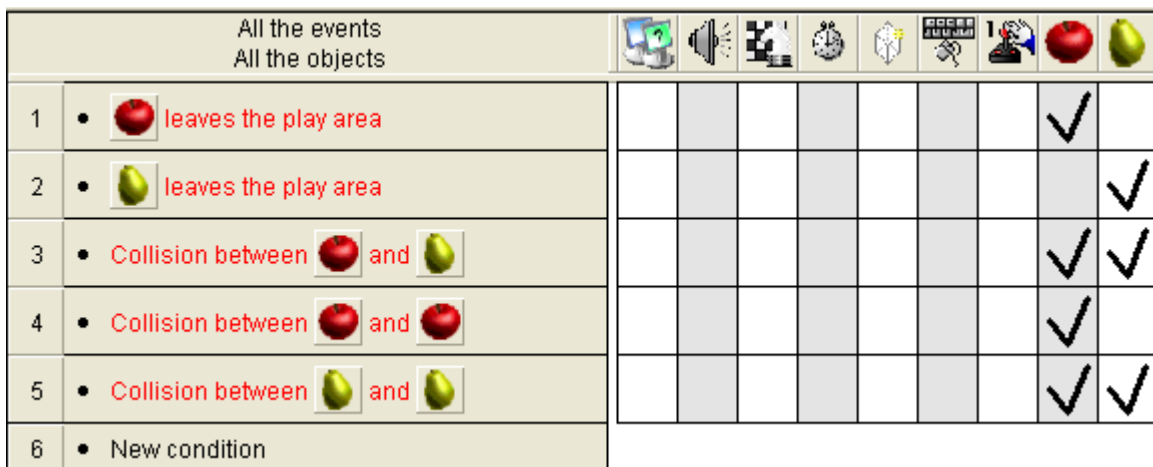 All the events
All the objects
1 • leaves the play area
2 • leaves the play area
3 • Collision between and
4 • Collision between and
5 • Collision between and
6 • New condition